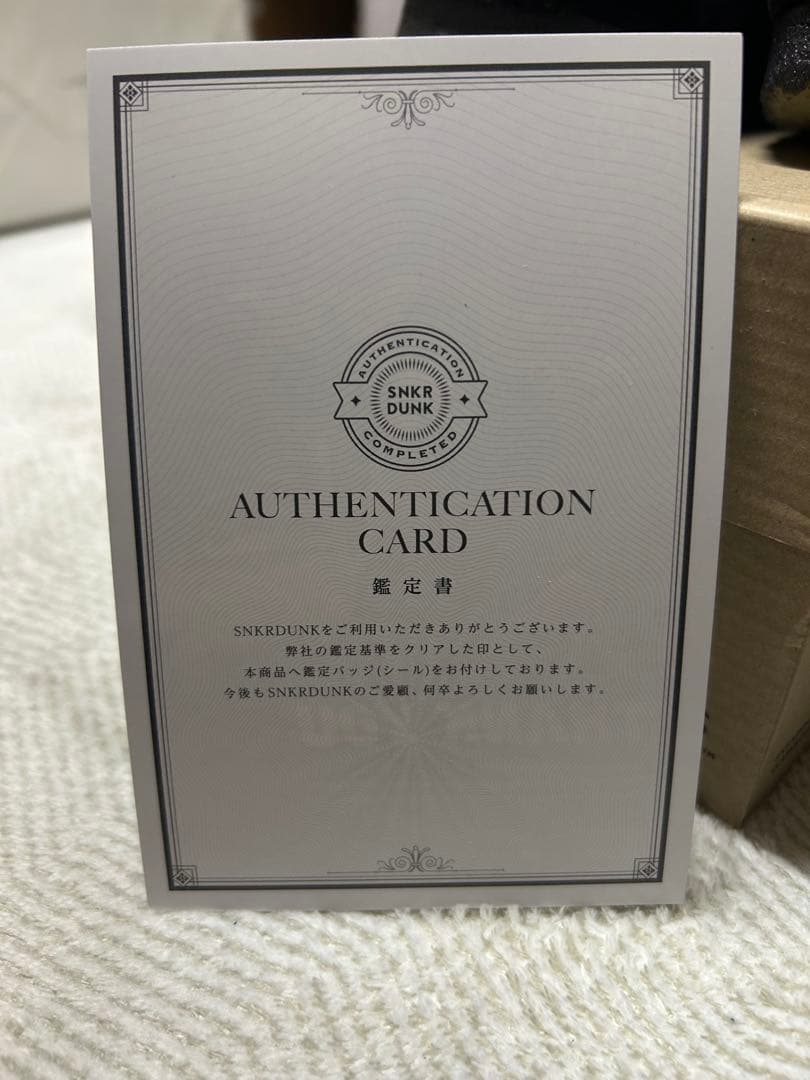 AUTHENTICATION
SNKR
DUNK
COMPLETED
AUTHENTICATION
CARD
鑑定書
SNKRDUNKをご利用いただきありがとうございます。
弊社の鑑定基準をクリアした印として、
本商品へ鑑定バッジ(シール)をお付けしております。
今後もSNKRDUNKのご愛顧、何卒よろしくお願いします。